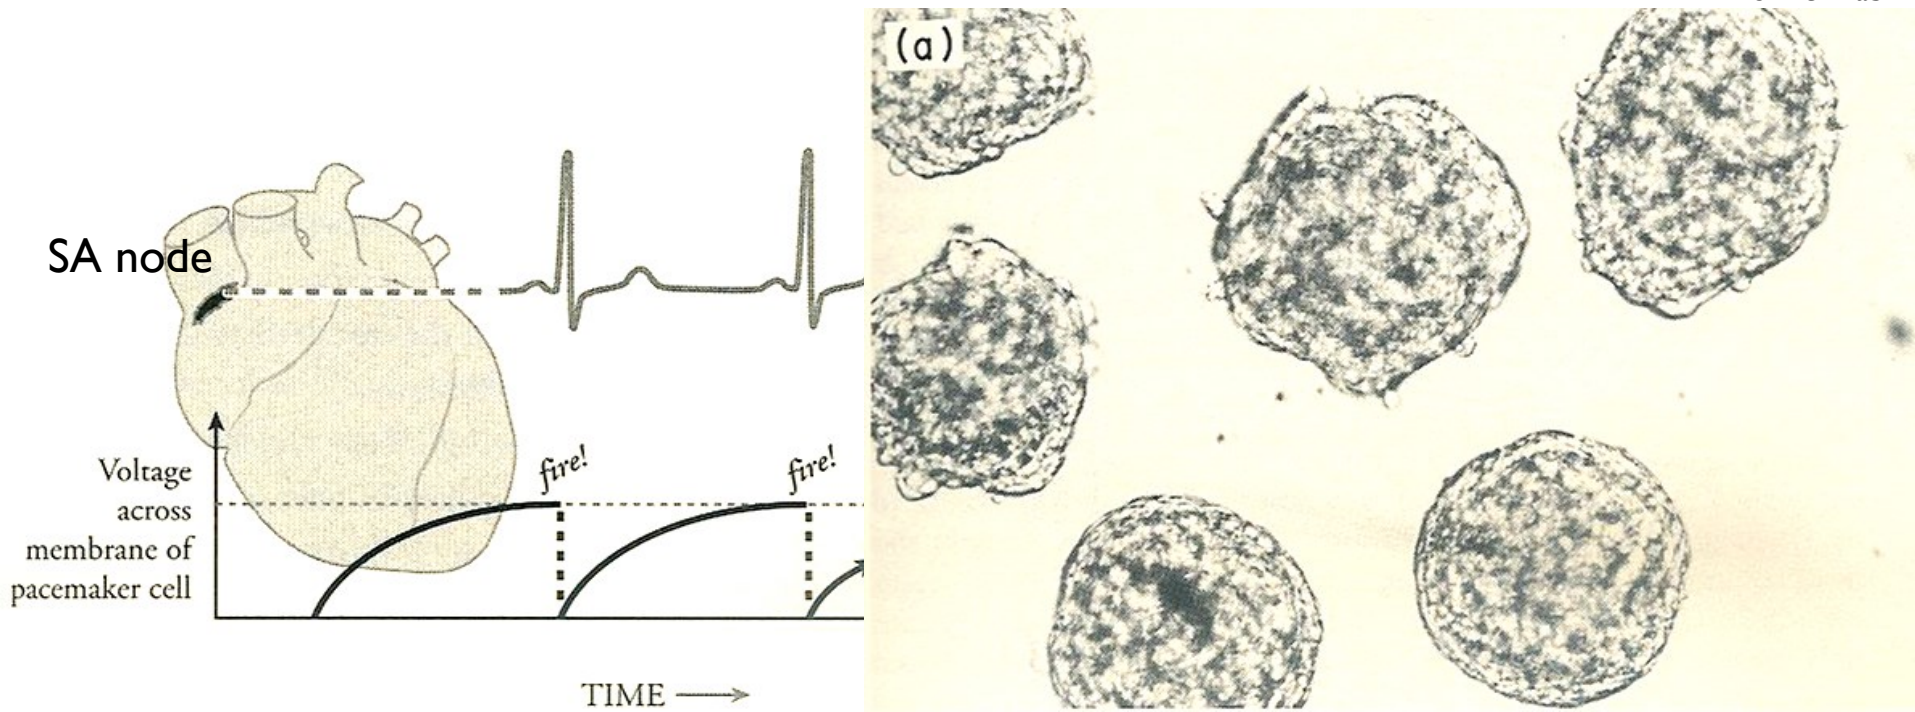 (a)
SA node
fire!
fire!
Voltage
across
membrane of
pacemaker cell
TIME